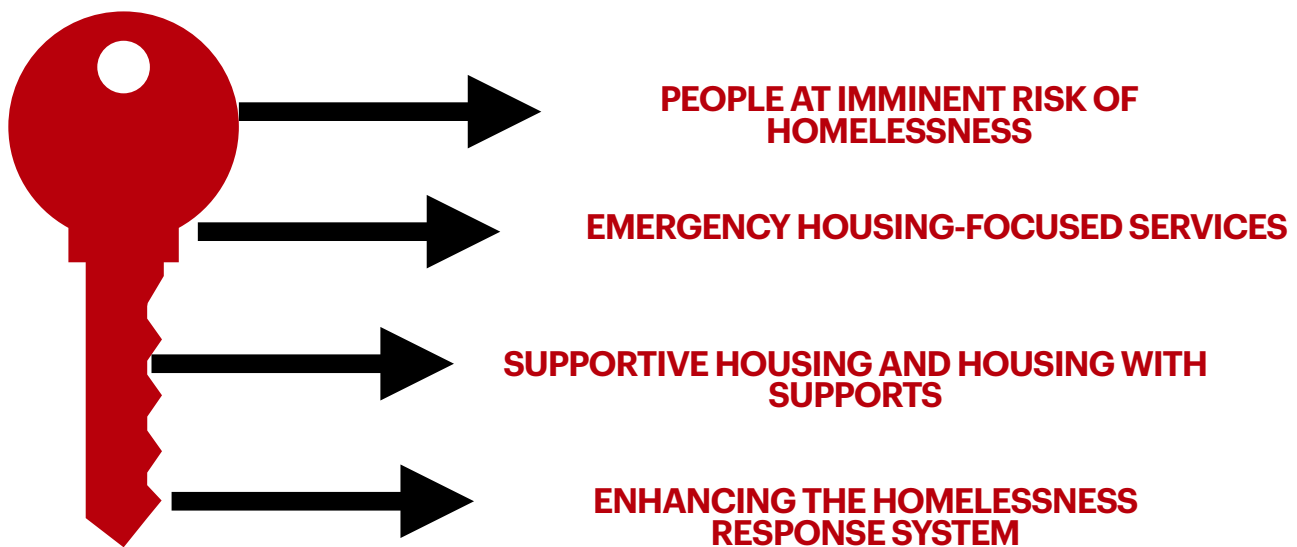 PEOPLE AT IMMINENT RISK OF
HOMELESSNESS
EMERGENCY HOUSING-FOCUSED SERVICES
SUPPORTIVE HOUSING AND HOUSING WITH
SUPPORTS
ENHANCING THE HOMELESSNESS
RESPONSE SYSTEM